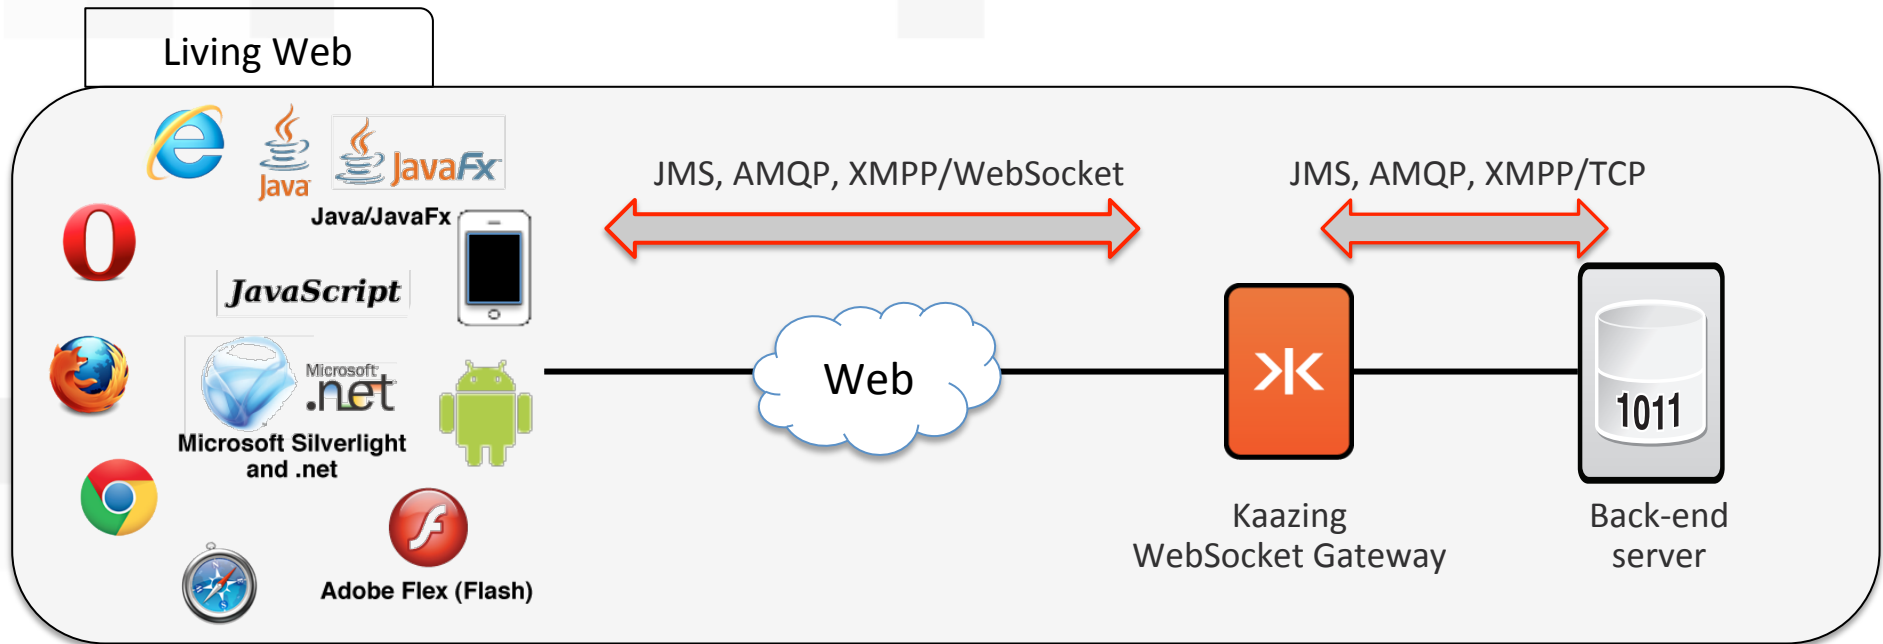 Living Web
Java
JavaFX
Java/JavaFx
JMS, AMQP, XMPP/WebSocket
JMS, AMQP, XMPP/TCP
JavaScript
Microsoft
.net
Microsoft Silverlight
and .net
Web
1011
Kaazing
WebSocket Gateway
Back-end
server
Adobe Flex (Flash)